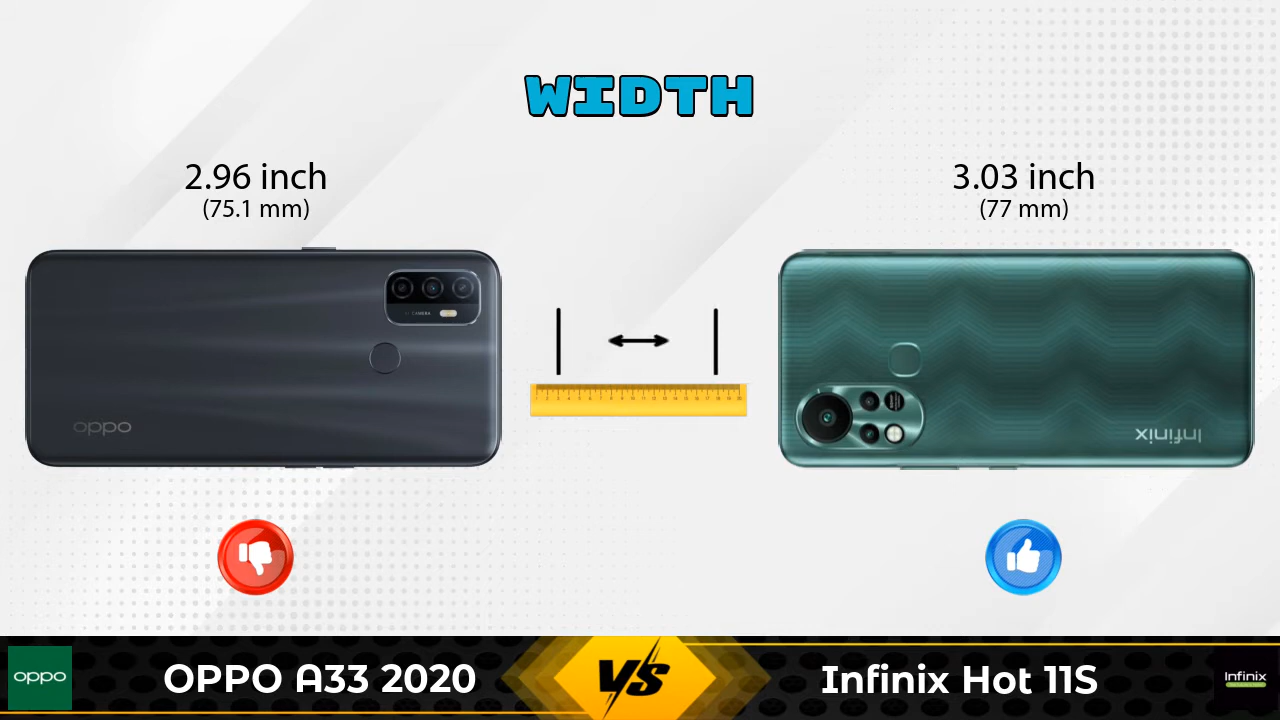 WIDTH
2.96 inch
(75.1 mm)
3.03 inch
(77 mm)
oppo
Infinix
oppo
OPPO A33 2020
VS
Infinix Hot 11S
Infinix